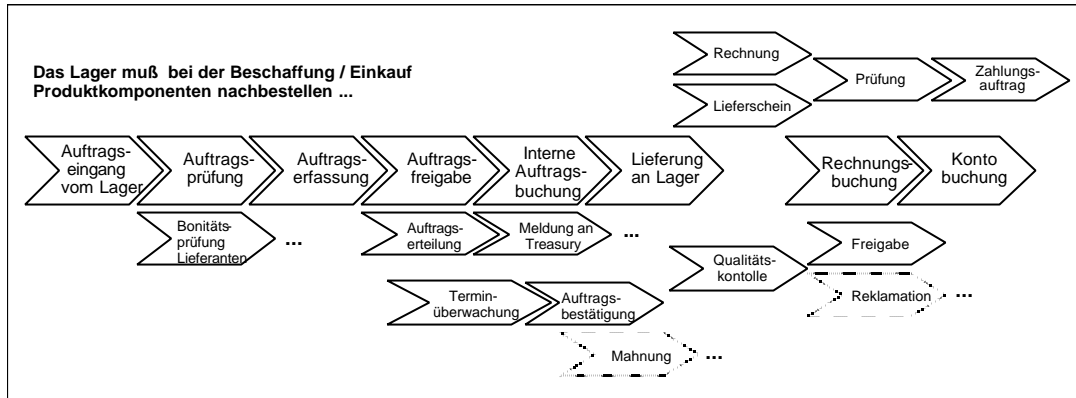 Das Lager muß bei der Beschaffung / Einkauf
Produktkomponenten nachbestellen ...
Rechnung
Lieferschein
Prüfung
Zahlungs-
auftrag
Auftrags-
eingang
vom Lager
Auftrags-
prüfung
Auftrags-
erfassung
Auftrags-
freigabe
Interne
Auftrags-
buchung
Lieferung
an Lager
Rechnungs-
buchung
Konto
buchung
Bonitäts-
prüfung
Lieferanten
...
Auftrags-
erteilung
Meldung an
Treasury
...
Qualitäts-
kontolle
Freigabe
Reklamation
...
Termin-
überwachung
Auftrags-
bestätigung
Mahnung
...